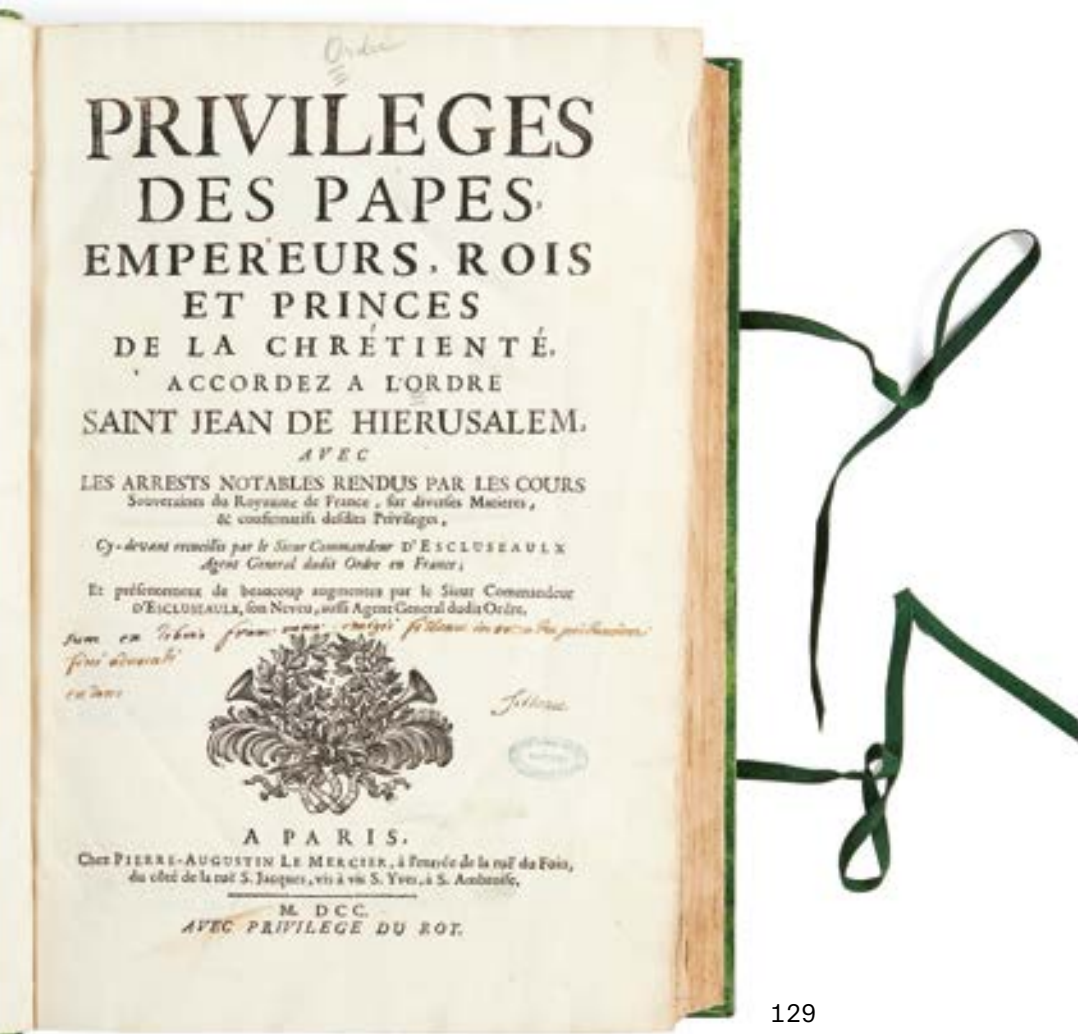 Ordre
PRIVILEGES
DES PAPES,
EMPEREURS, ROIS
ET PRINCES
DE LA CHRÉTIENTÉ,
ACCORDEZ A L'ORDRE
SAINT JEAN DE HIERUSALEM,
AVEC
LES ARRESTS NOTABLES RENDUS PAR LES COURS
Souveraines du Royaume de France, sur diverses Matieres,
& confirmatifs desdits Privileges,
Cy-devant recueillis par le Sieur Commandeur D'ESCLUSEAULX
Agent General dudit Ordre en France;
Et présentement de beaucoup augmentez par le Sieur Commandeur
D'ESCLUSEAULX, son Neveu, aussi Agent General dudit Ordre.
sum ex libris
A PARIS,
Chez PIERRE-AUGUSTIN LE MERCIER, à l'entrée de la ruë du Foin,
du côté de la ruë S. Jacques, vis à vis S. Yves, à S. Ambroise,
M. DCC.
AVEC PRIVILEGE DU ROY.
129